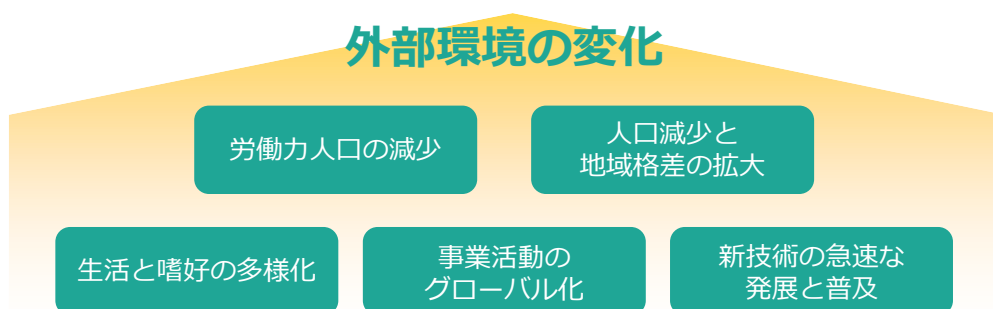 外部環境の変化
労働力人口の減少
人口減少と
地域格差の拡大
生活と嗜好の多様化
事業活動の
グローバル化
新技術の急速な
発展と普及